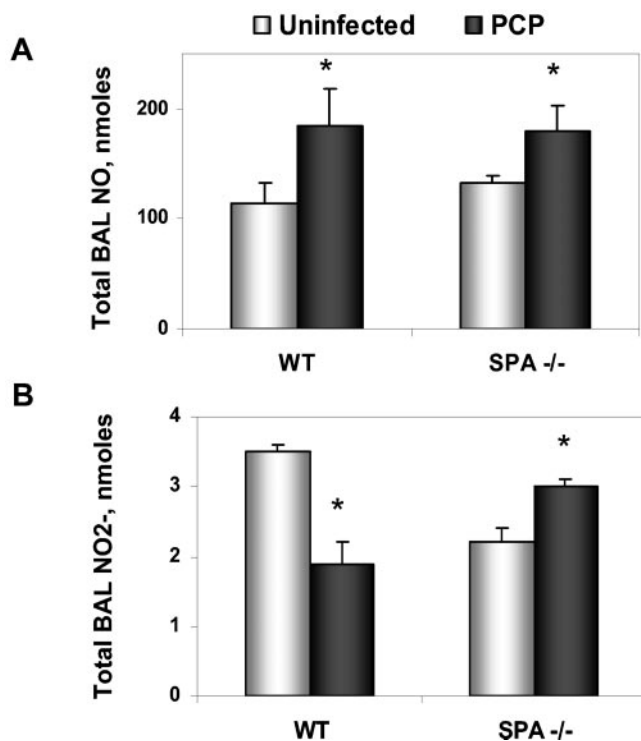 Uninfected PCP
A
Total BAL NO, nmoles
200
100
0
* *
WT SPA -/-
B
Total BAL NO2-, nmoles
4
3
2
1
0
* *
WT SPA -/-